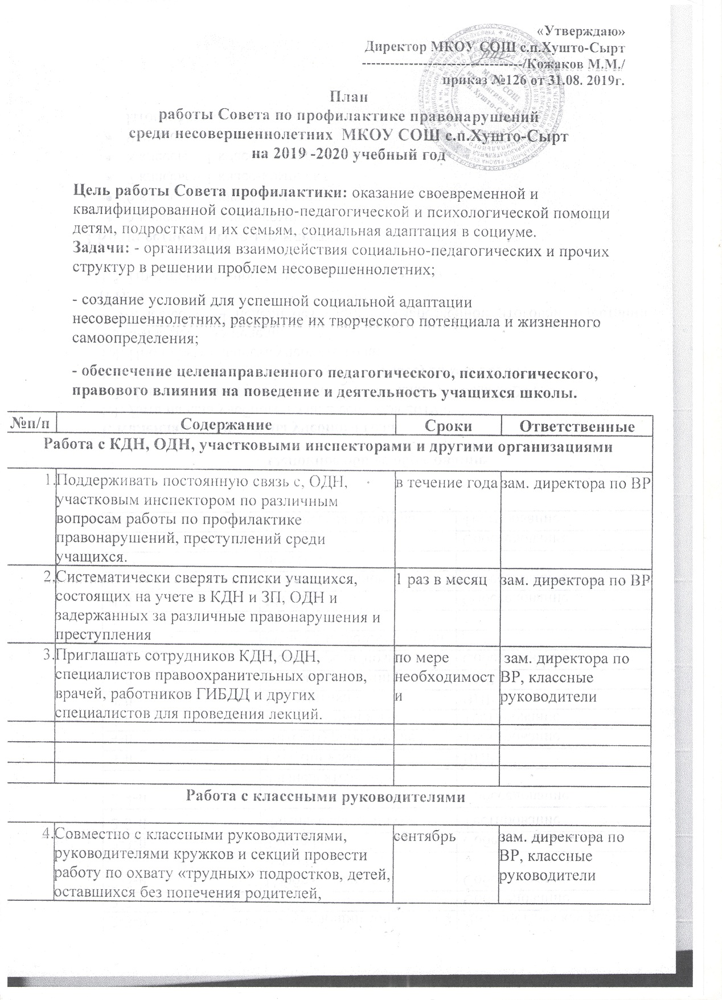 «Утверждаю»
Директор МКОУ СОШ с.п.Хушто-Сырт
-----------------------------------/Кожаков М.М./
приказ №126 от 31.08. 2019г.
План
работы Совета по профилактике правонарушений
среди несовершеннолетних МКОУ СОШ с.п.Хушто-Сырт
на 2019 -2020 учебный год
Цель работы Совета профилактики: оказание своевременной и
квалифицированной социально-педагогической и психологической помощи
детям, подросткам и их семьям, социальная адаптация в социуме.
Задачи: - организация взаимодействия социально-педагогических и прочих
структур в решении проблем несовершеннолетних;
- создание условий для успешной социальной адаптации
несовершеннолетних, раскрытие их творческого потенциала и жизненного
самоопределения;
- обеспечение целенаправленного педагогического, психологического,
правового влияния на поведение и деятельность учащихся школы.
№п/п Содержание Сроки Ответственные
Работа с КДН, ОДН, участковыми инспекторами и другими организациями
1. Поддерживать постоянную связь с, ОДН, в течение года зам. директора по ВР
участковым инспектором по различным
вопросам работы по профилактике
правонарушений, преступлений среди
учащихся.
2. Систематически сверять списки учащихся, 1 раз в месяц зам. директора по ВР
состоящих на учете в КДН и ЗП, ОДН и
задержанных за различные правонарушения и
преступления
3. Приглашать сотрудников КДН, ОДН, по мере зам. директора по
специалистов правоохранительных органов, необходимост ВР, классные
врачей, работников ГИБДД и других и руководители
специалистов для проведения лекций.
Работа с классными руководителями
4. Совместно с классными руководителями, сентябрь зам. директора по
руководителями кружков и секций провести ВР, классные
работу по охвату «трудных» подростков, детей, руководители
оставшихся без попечения родителей,